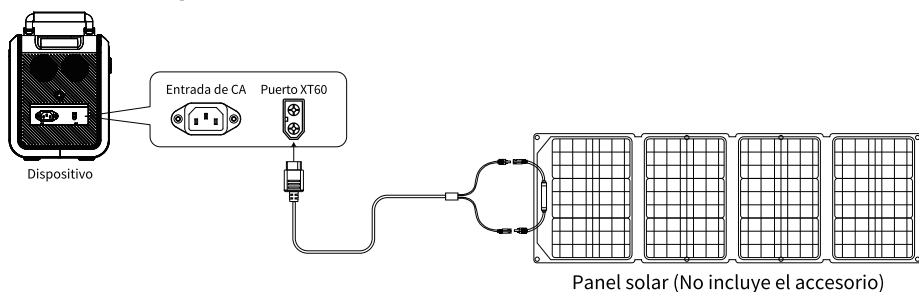 Entrada de CA
Puerto XT60
Dispositivo
Panel solar (No incluye el accesorio)